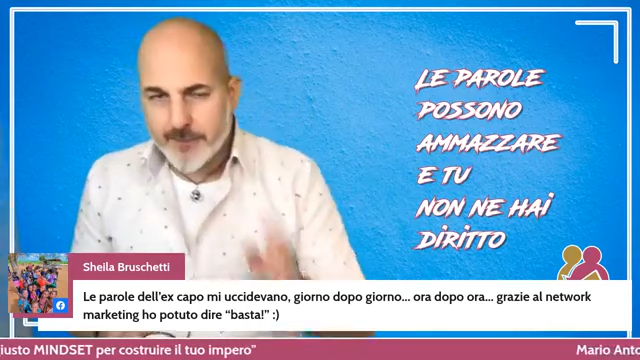 LE PAROLE
POSSONO
AMMAZZARE
E TU
NON NE HAI
DIRITTO
Sheila Bruschetti
Le parole dell'ex capo mi uccidevano, giorno dopo giorno... ora dopo ora... grazie al network
marketing ho potuto dire “basta!” :)
giusto MINDSET per costruire il tuo impero" Mario Anto